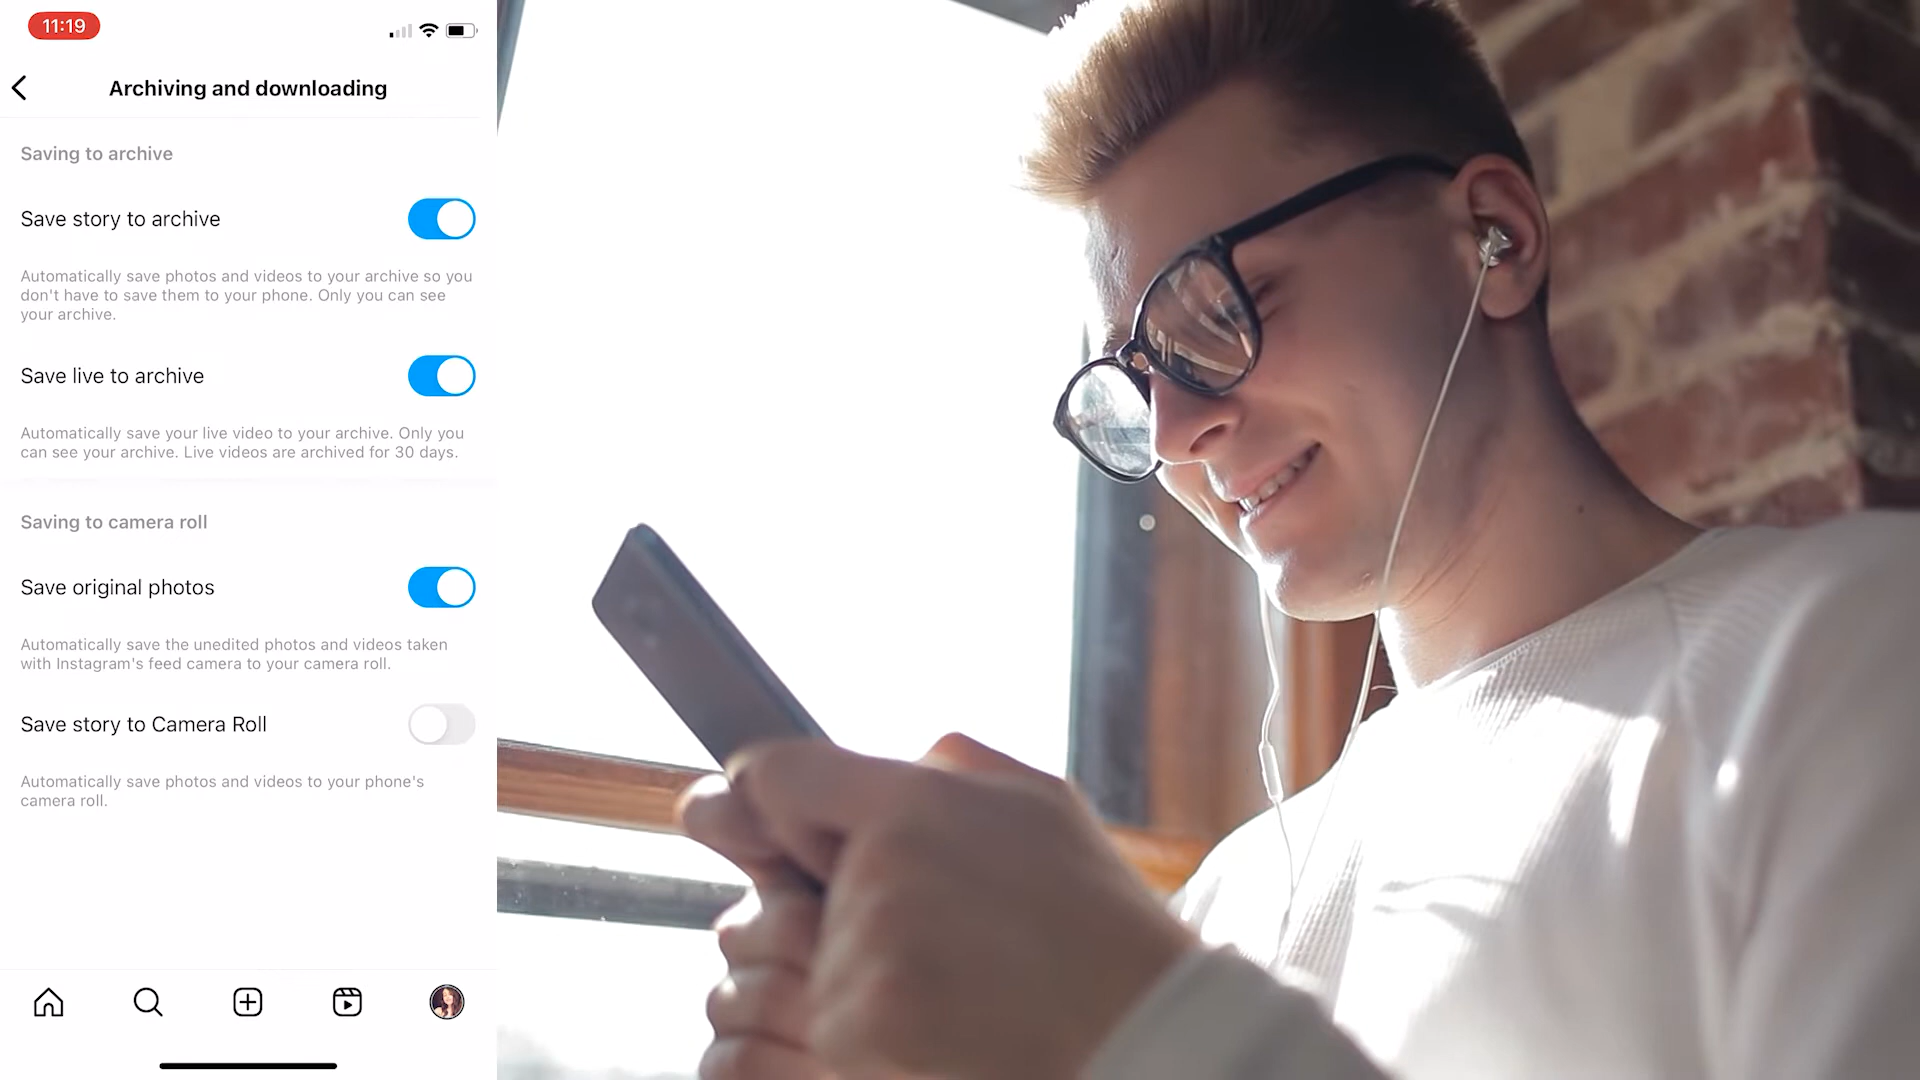 11:19
Archiving and downloading
Saving to archive
Save story to archive
Automatically save photos and videos to your archive so you
don't have to save them to your phone. Only you can see
your archive.
Save live to archive
Automatically save your live video to your archive. Only you
can see your archive. Live videos are archived for 30 days.
Saving to camera roll
Save original photos
Automatically save the unedited photos and videos taken
with Instagram's feed camera to your camera roll.
Save story to Camera Roll
Automatically save photos and videos to your phone's
camera roll.